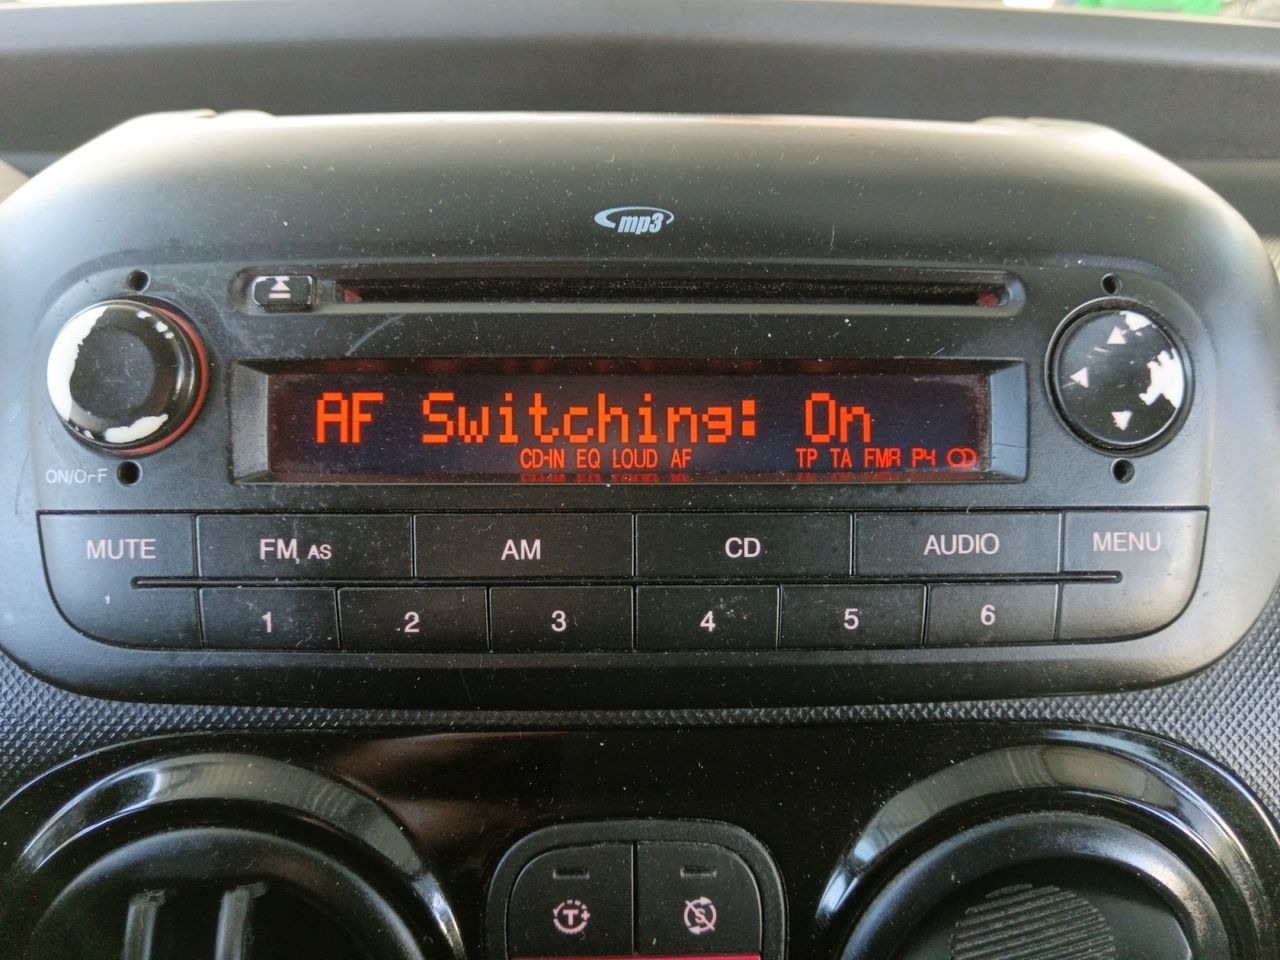 mp3
AF Switching: On
CD-IN EQ LOUD AF TP TA FMA P4
ON/OFF
MUTE FM, AS AM CD AUDIO MENU
1 2 3 4 5 6
T+ S